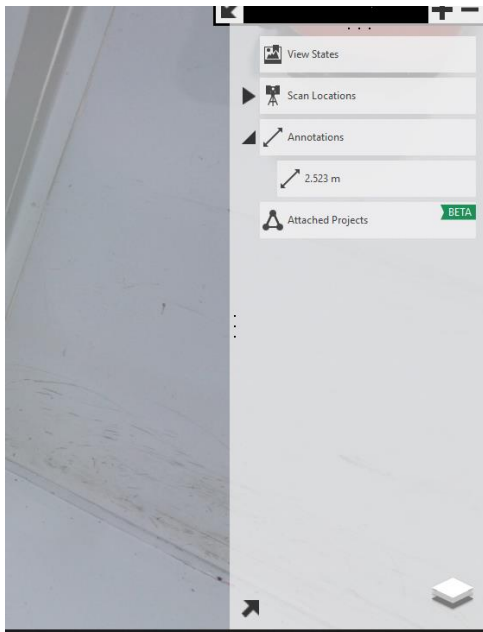 View States
Scan Locations
Annotations
2.523 m
Attached Projects
BETA